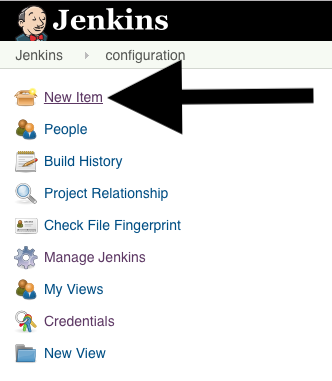 Jenkins
Jenkins configuration
New Item
People
Build History
Project Relationship
Check File Fingerprint
Manage Jenkins
My Views
Credentials
New View